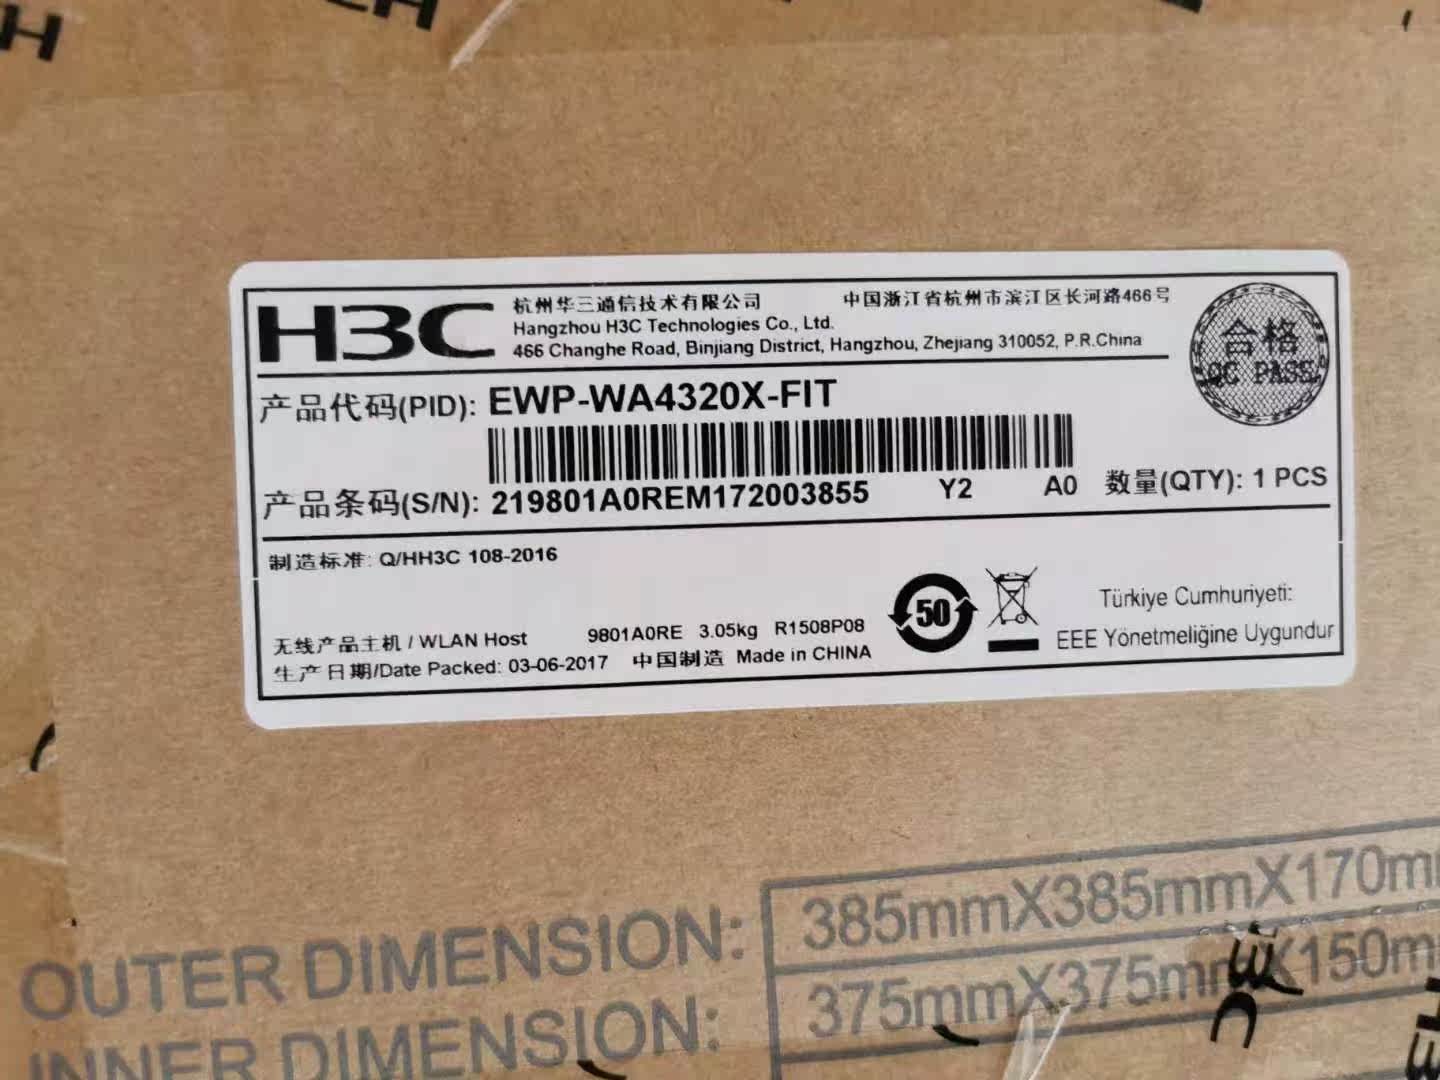 H3C
杭州华三通信技术有限公司 中国浙江省杭州市滨江区长河路466号
Hangzhou H3C Technologies Co., Ltd.
466 Changhe Road, Binjiang District, Hangzhou, Zhejiang 310052, P.R.China
合格
QC PASS
产品代码(PID): EWP-WA4320X-FIT
产品条码(S/N): 219801A0REM172003855 Y2 A0 数量(QTY): 1 PCS
制造标准: Q/HH3C 108-2016
50
Türkiye Cumhuriyeti:
EEE Yönetmeliğine Uygundur
无线产品主机 / WLAN Host 9801A0RE 3.05kg R1508P08
生产日期/Date Packed: 03-06-2017 中国制造 Made in CHINA
OUTER DIMENSION: 385mmX385mmX170mm
INNER DIMENSION: 375mmX375mmX150mm